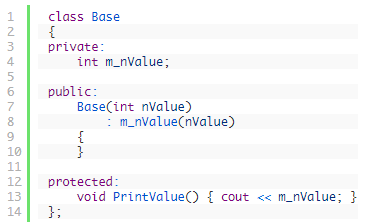 1 class Base
2 {
3 private:
4     int m_nValue;
5
6 public:
7     Base(int nValue)
8         : m_nValue(nValue)
9     {
10     }
11
12 protected:
13     void PrintValue() { cout << m_nValue; }
14 };